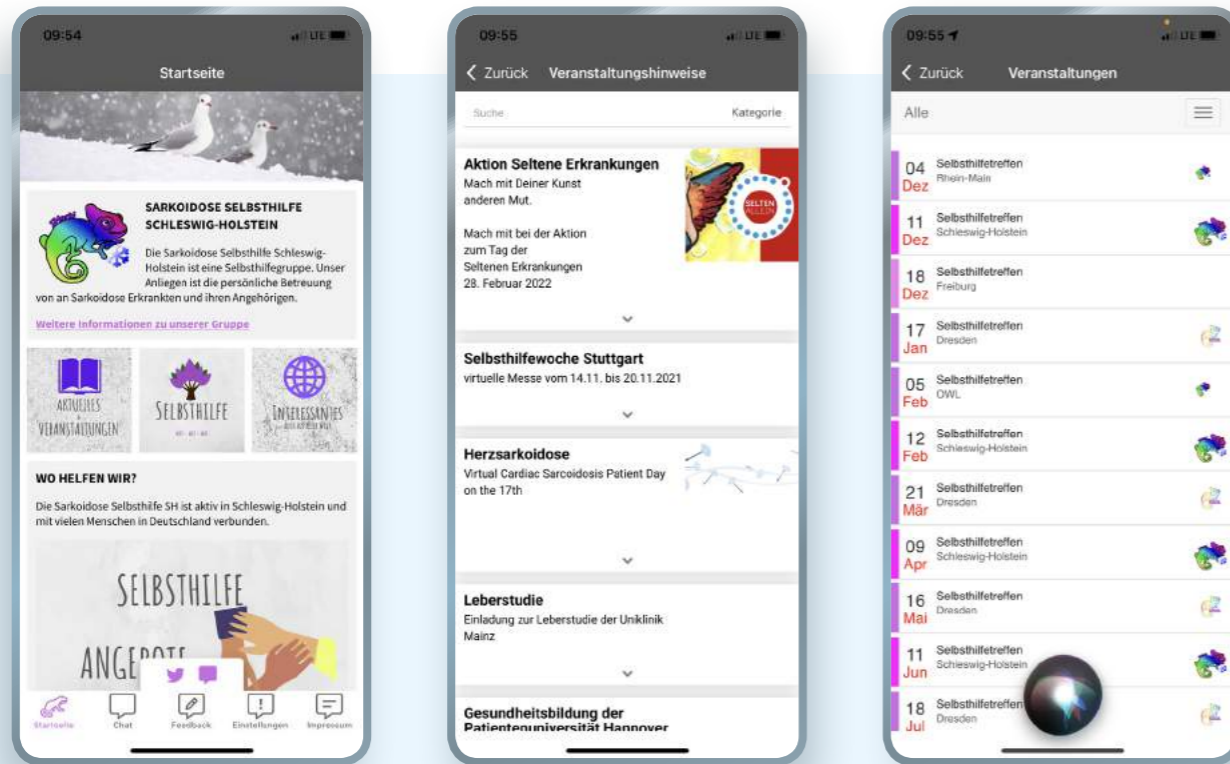 09:54
LTE
Startseite
SARKOIDOSE SELBSTHILFE
SCHLESWIG-HOLSTEIN
Die Sarkoidose Selbsthilfe Schleswig-
Holstein ist eine Selbsthilfegruppe. Unser
Anliegen ist die persönliche Betreuung
von an Sarkoidose Erkrankten und ihren Angehörigen.
Weitere Informationen zu unserer Gruppe
AKTUELLES
VERANSTALTUNGEN
SELBSTHILFE
INTERESSANTES
WO HELFEN WIR?
Die Sarkoidose Selbsthilfe SH ist aktiv in Schleswig-Holstein und
mit vielen Menschen in Deutschland verbunden.
SELBSTHILFE
ANGEBOTE
Startseite
Chat
Feedback
Einstellungen
Impressum
09:55
LTE
Zurück
Veranstaltungshinweise
Suche
Kategorie
Aktion Seltene Erkrankungen
Mach mit Deiner Kunst
anderen Mut.
Mach mit bei der Aktion
zum Tag der
Seltenen Erkrankungen
28. Februar 2022
SELTEN
ALLEIN
Selbsthilfewoche Stuttgart
virtuelle Messe vom 14.11. bis 20.11.2021
Herzsarkoidose
Virtual Cardiac Sarcoidosis Patient Day
on the 17th
Leberstudie
Einladung zur Leberstudie der Uniklinik
Mainz
Gesundheitsbildung der
Patientenuniversität Hannover
09:55
LTE
Zurück
Veranstaltungen
Alle
04 Dez
Selbsthilfetreffen
Rhein-Main
11 Dez
Selbsthilfetreffen
Schleswig-Holstein
18 Dez
Selbsthilfetreffen
Freiburg
17 Jan
Selbsthilfetreffen
Dresden
05 Feb
Selbsthilfetreffen
OWL
12 Feb
Selbsthilfetreffen
Schleswig-Holstein
21 Mär
Selbsthilfetreffen
Dresden
09 Apr
Selbsthilfetreffen
Schleswig-Holstein
16 Mai
Selbsthilfetreffen
Dresden
11 Jun
Selbsthilfetreffen
Schleswig-Holstein
18 Jul
Selbsthilfetreffen
Dresden